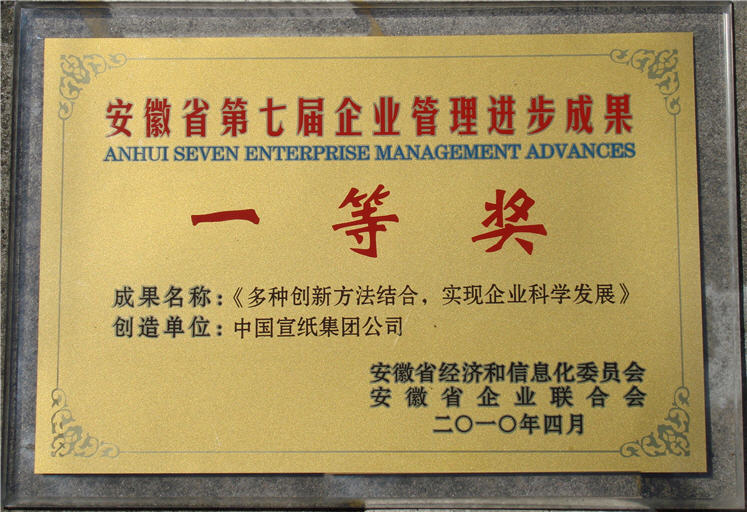 安徽省第七届企业管理进步成果
ANHUI SEVEN ENTERPRISE MANAGEMENT ADVANCES
一等奖
成果名称：《多种创新方法结合，实现企业科学发展》
创造单位：中国宣纸集团公司
安徽省经济和信息化委员会
安徽省企业联合会
二〇一〇年四月